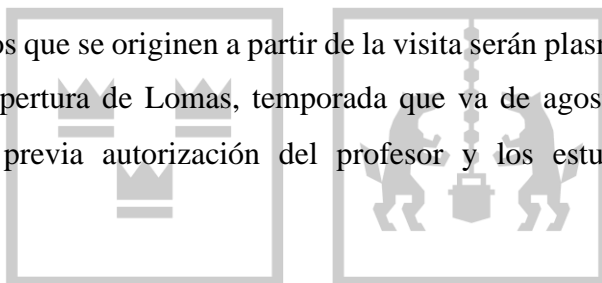 os que se originen a partir de la visita serán plasm
pertura de Lomas, temporada que va de agos
previa autorización del profesor y los estu